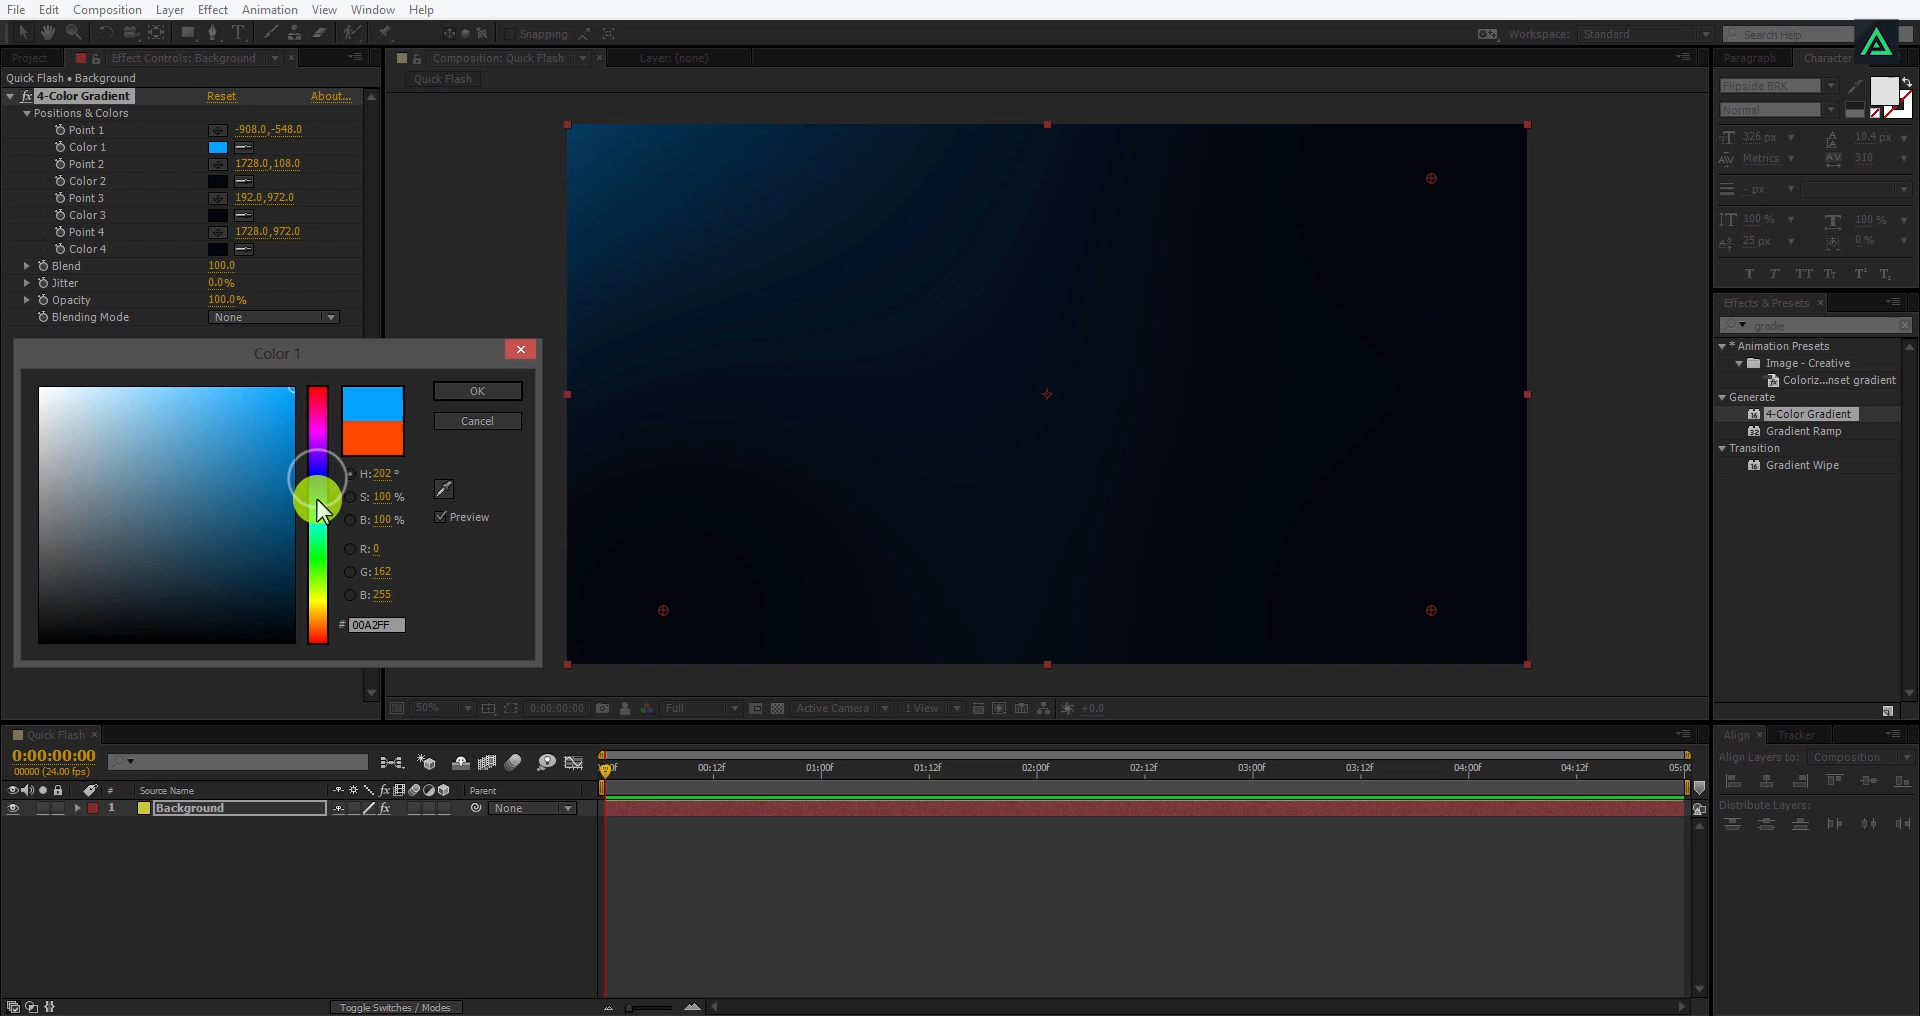 File Edit Composition Layer Effect Animation View Window Help
Snapping
Workspace: Standard
Search Help
Project
Effect Controls: Background
Composition: Quick Flash
Layer: (none)
Paragraph
Character
Quick Flash • Background
Quick Flash
fx 4-Color Gradient Reset About...
Positions & Colors
Point 1 -908.0,-548.0
Color 1
Point 2 1728.0,108.0
Color 2
Point 3 192.0,972.0
Color 3
Point 4 1728.0,972.0
Color 4
Blend 100.0
Jitter 0.0%
Opacity 100.0%
Blending Mode None
Flipside BRK
Normal
326 px 10.4 px
Metrics 310
- px
100 % 100 %
25 px 0 %
Effects & Presets
gradie
* Animation Presets
Image - Creative
Coloriz...nset gradient
Generate
4-Color Gradient
Gradient Ramp
Transition
Gradient Wipe
Color 1
OK
Cancel
H: 202 °
S: 100 %
B: 100 %
Preview
R: 0
G: 162
B: 255
# 00A2FF
50% 0:00:00:00 Full Active Camera 1 View +0.0
Quick Flash
0:00:00:00
00000 (24.00 fps)
00:12f 01:00f 01:12f 02:00f 02:12f 03:00f 03:12f 04:00f 04:12f
# Source Name fx Parent
1 Background fx None
Align Tracker
Align Layers to: Composition
Distribute Layers:
Toggle Switches / Modes